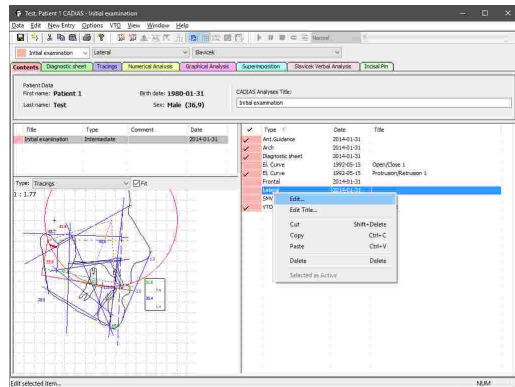 Test, Patient 1 CADIAS - Initial examination
Data Edit New Entry Options VTO View Window Help
Normal
Initial examination Lateral Slavicek
Contents Diagnostic sheet Tracings Numerical Analysis Graphical Analysis Superimposition Slavicek Verbal Analysis Incisal Pin
Patient Data
First name: Patient 1 Birth date: 1980-01-31
Last name: Test Sex: Male (36,9)
CADIAS Analyses Title:
Initial examination
Title Type Comment Date
Initial examination Intermediate 2014-01-31
Type: Tracings Fit
1 : 1.77
Type Date Title
Ant.Guidance 2014-01-31
Arch 2014-01-31
Diagnostic sheet 2014-01-31
El. Curve 1992-05-15 Open/Close 1
El. Curve 1992-05-15 Protrusion/Retrusion 1
Frontal 2014-01-31
Lateral 2014-01-31
SMV
VTO
Edit...
Edit Title...
Cut Shift+Delete
Copy Ctrl+C
Paste Ctrl+V
Delete Delete
Selected as Active
Edit selected item...
NUM